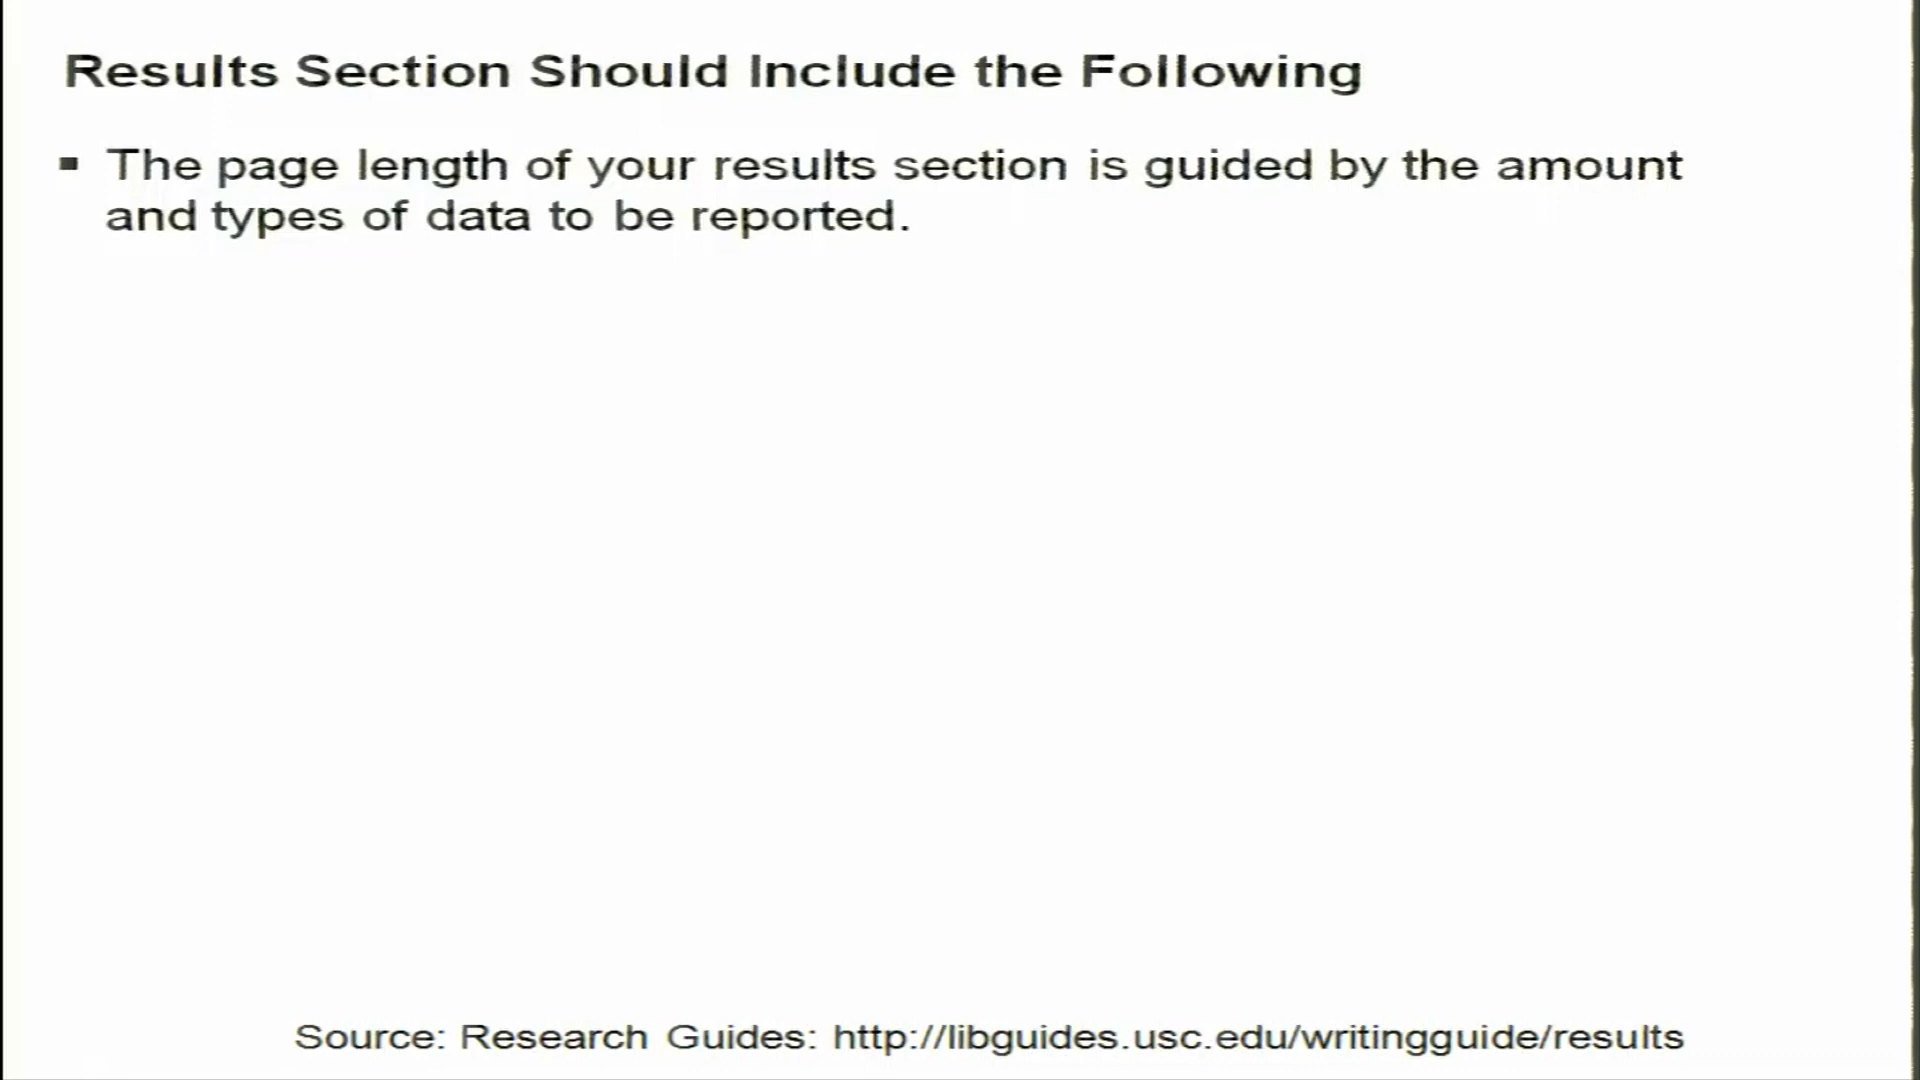 Results Section Should Include the Following
▪ The page length of your results section is guided by the amount
and types of data to be reported.
Source: Research Guides: http://libguides.usc.edu/writingguide/results